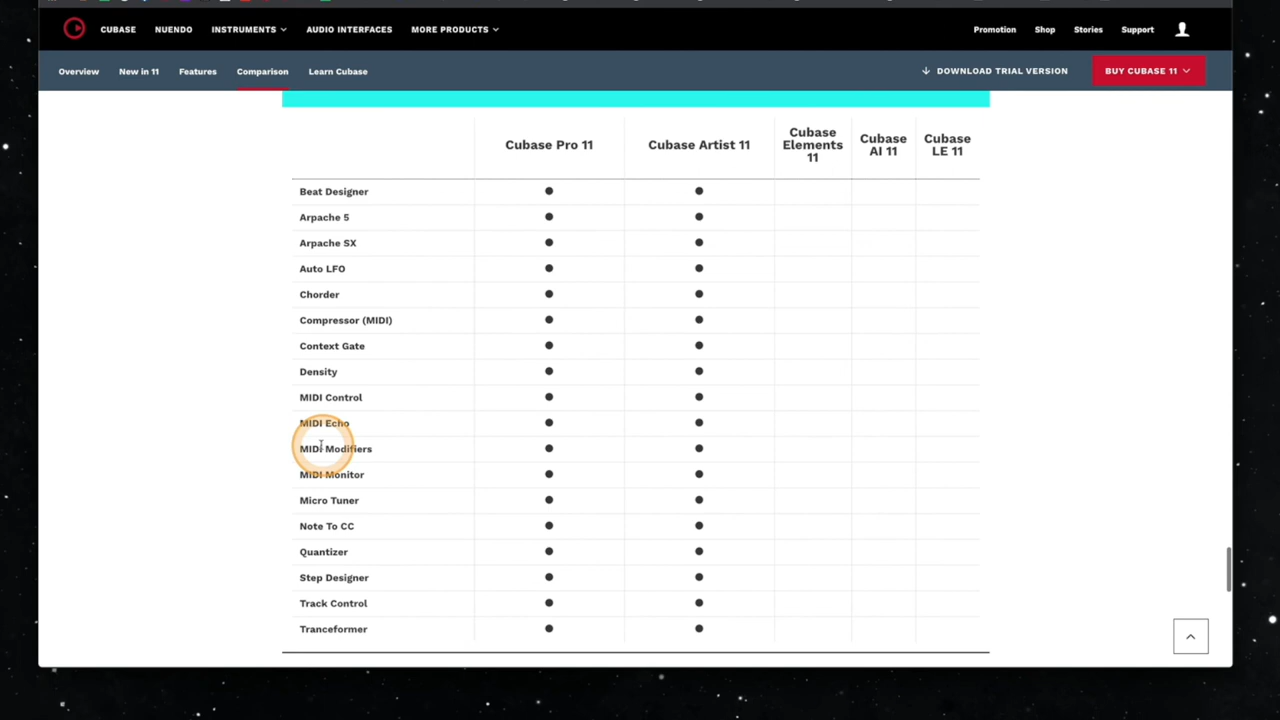 CUBASE NUENDO INSTRUMENTS AUDIO INTERFACES MORE PRODUCTS Promotion Shop Stories Support
Overview New in 11 Features Comparison Learn Cubase DOWNLOAD TRIAL VERSION BUY CUBASE 11
Cubase Pro 11 Cubase Artist 11 Cubase Elements 11 Cubase AI 11 Cubase LE 11
Beat Designer ● ●
Arpache 5 ● ●
Arpache SX ● ●
Auto LFO ● ●
Chorder ● ●
Compressor (MIDI) ● ●
Context Gate ● ●
Density ● ●
MIDI Control ● ●
MIDI Echo ● ●
MIDI Modifiers ● ●
MIDI Monitor ● ●
Micro Tuner ● ●
Note To CC ● ●
Quantizer ● ●
Step Designer ● ●
Track Control ● ●
Tranceformer ● ●